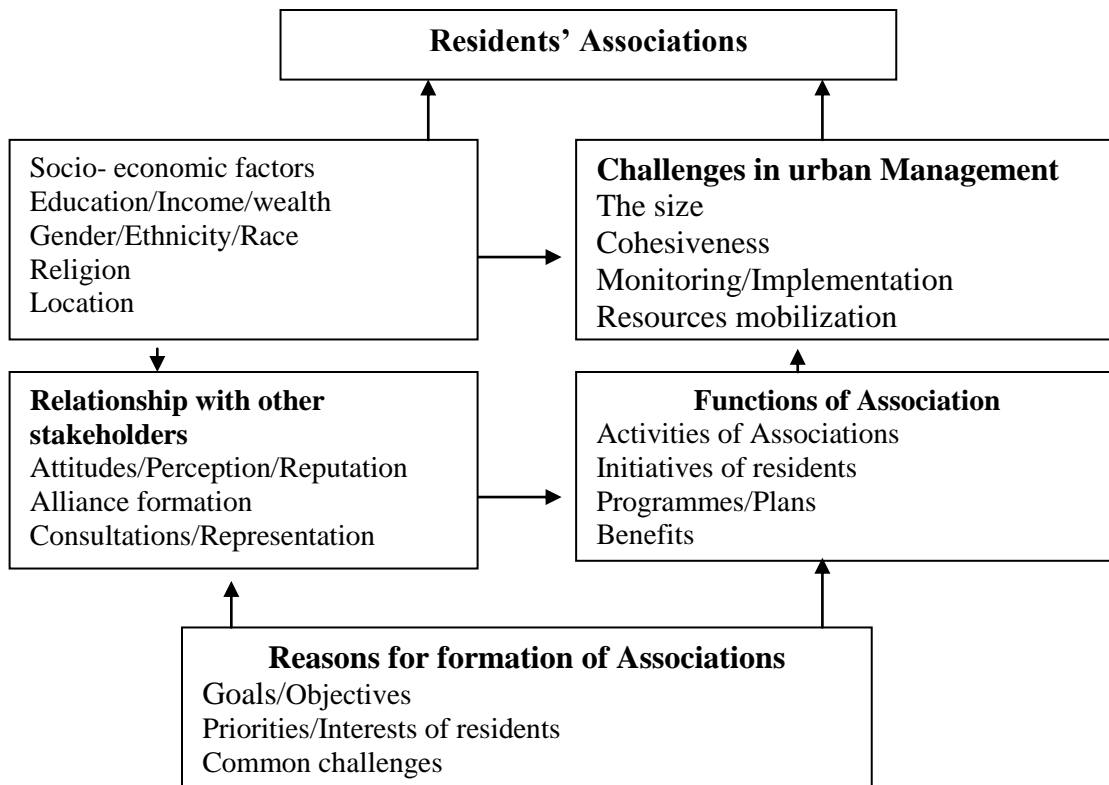 Residents’ Associations
Socio- economic factors
Education/Income/wealth
Gender/Ethnicity/Race
Religion
Location
Challenges in urban Management
The size
Cohesiveness
Monitoring/Implementation
Resources mobilization
Relationship with other
stakeholders
Attitudes/Perception/Reputation
Alliance formation
Consultations/Representation
Functions of Association
Activities of Associations
Initiatives of residents
Programmes/Plans
Benefits
Reasons for formation of Associations
Goals/Objectives
Priorities/Interests of residents
Common challenges